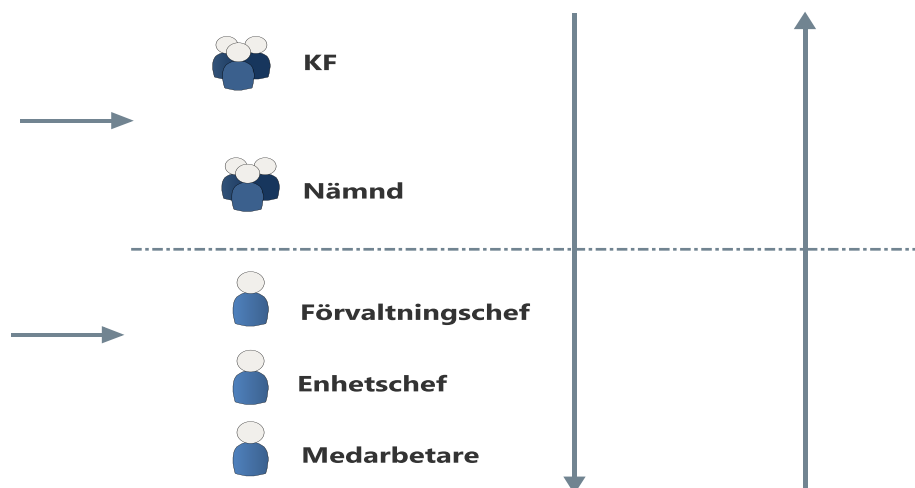 KF
Nämnd
Förvaltningschef
Enhetschef
Medarbetare